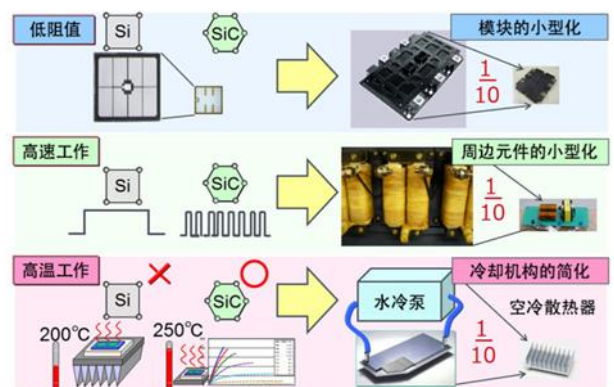 低阻值
Si
SiC
模块的小型化
1
10
高速工作
Si
SiC
周边元件的小型化
1
10
高温工作
Si
SiC
200℃
250℃
冷却机构的简化
水冷泵
空冷散热器
1
10